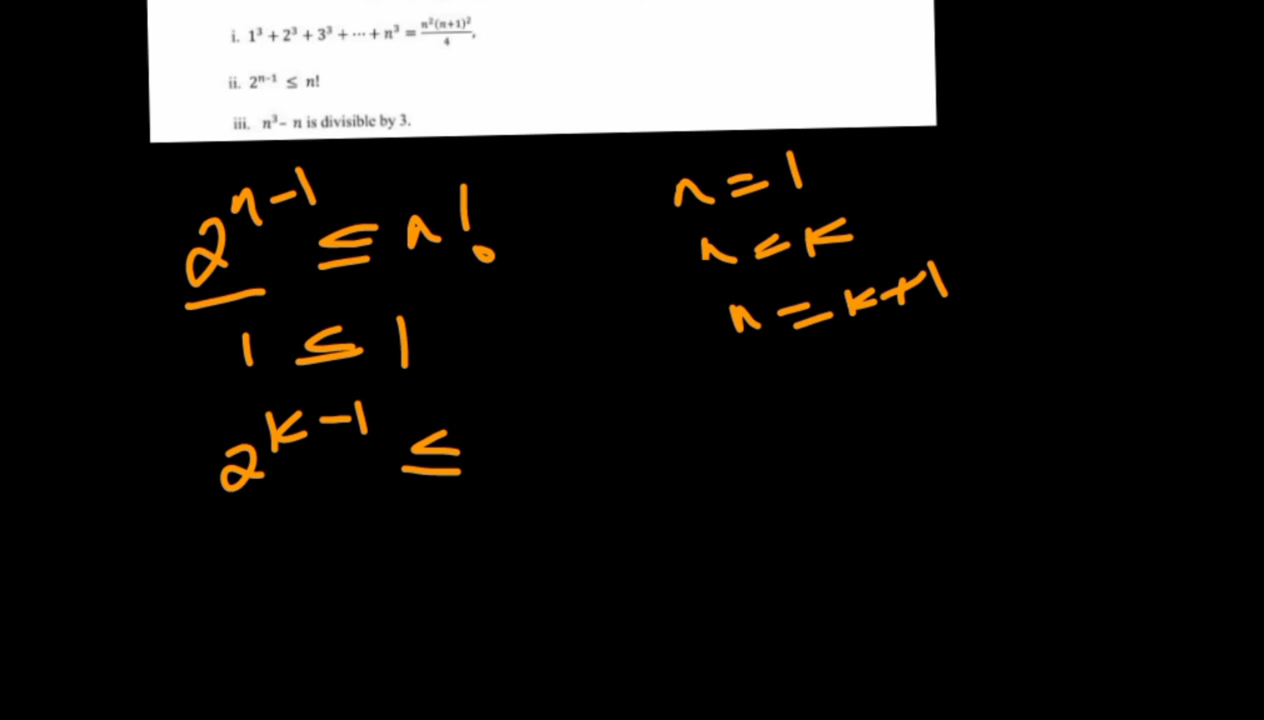 i. 1³ + 2³ + 3³ + ··· + n³ = n²(n+1)²/4,
ii. 2ⁿ⁻¹ ≤ n!
iii. n³– n is divisible by 3.
2ⁿ⁻¹ ≤ n!
1 ≤ 1
2ᵏ⁻¹ ≤
n = 1
n = k
n = k+1